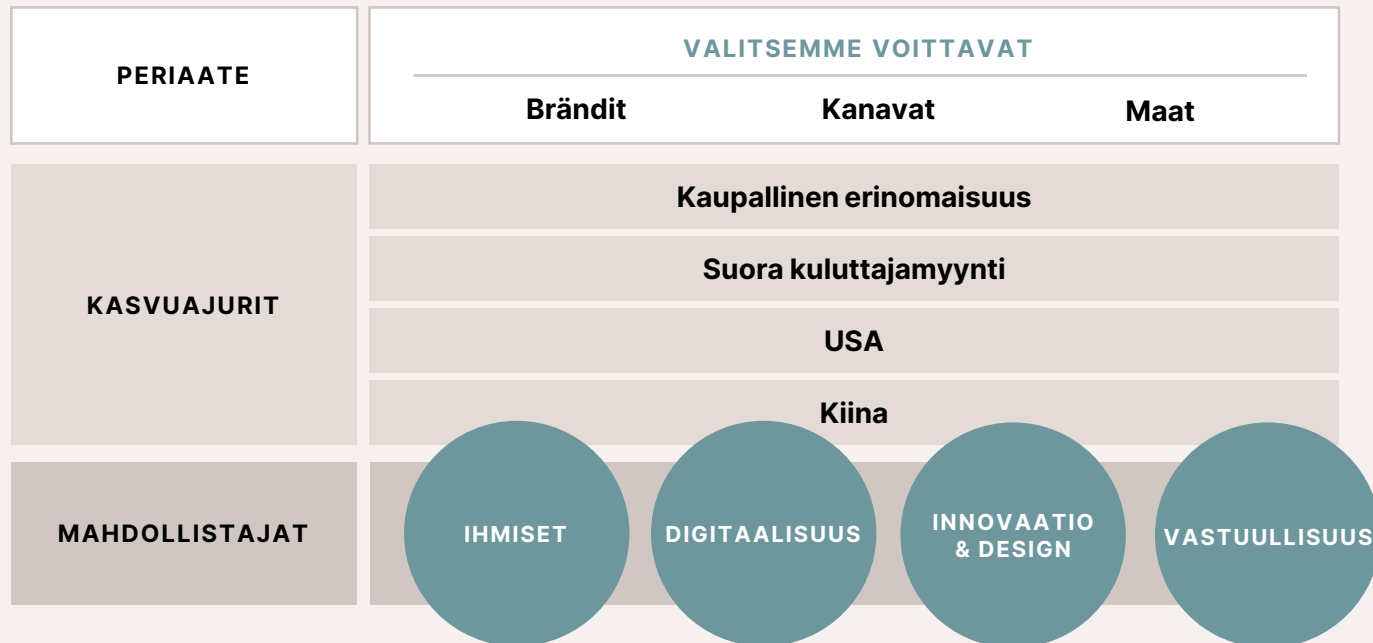 PERIAATE
VALITSEMME VOITTAVAT
Brändit
Kanavat
Maat
KASVUAJURIT
Kaupallinen erinomaisuus
Suora kuluttajamyynti
USA
Kiina
MAHDOLLISTAJAT
IHMISET
DIGITAALISUUS
INNOVAATIO
& DESIGN
VASTUULLISUUS